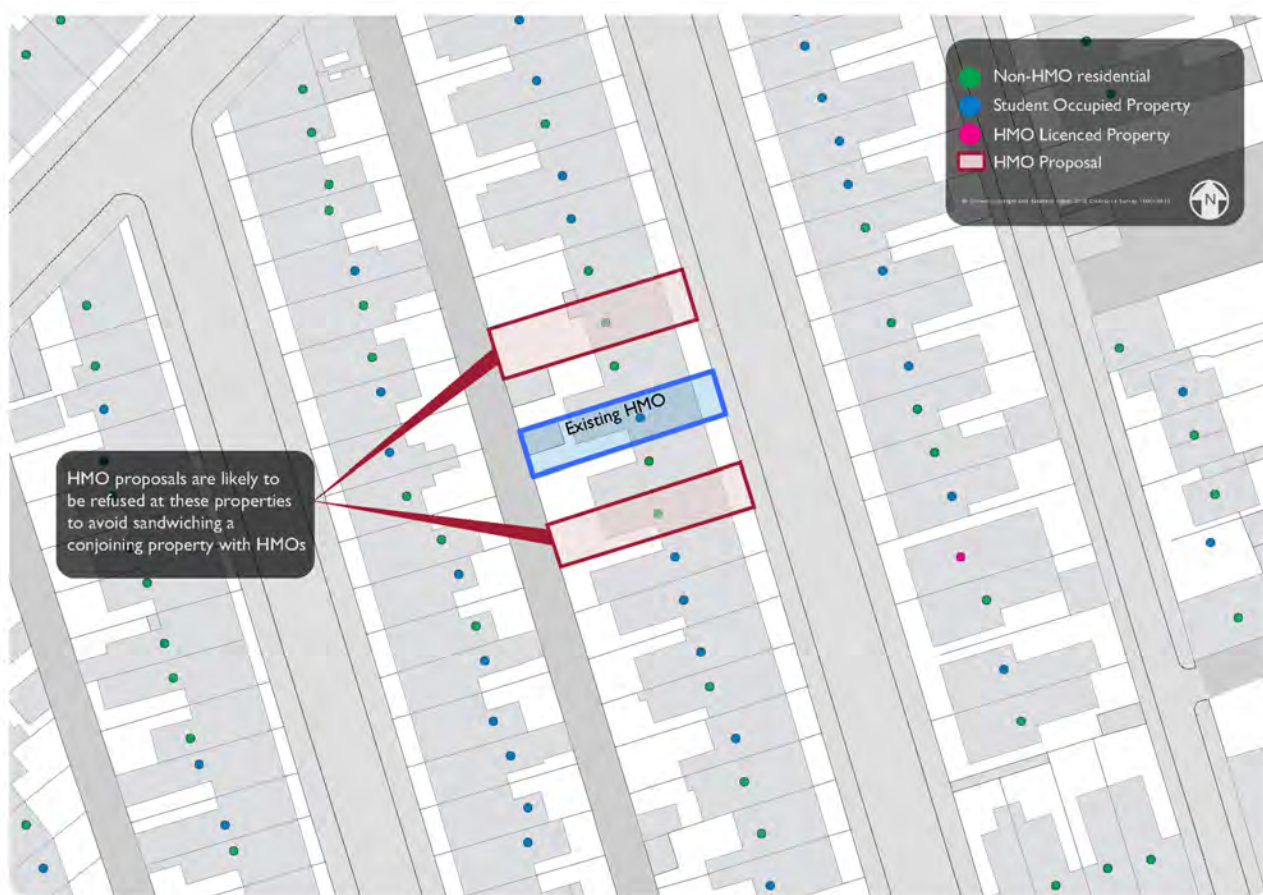 Non-HMO residential
Student Occupied Property
HMO Licenced Property
HMO Proposal
N
Existing HMO
HMO proposals are likely to
be refused at these properties
to avoid sandwiching a
conjoining property with HMOs